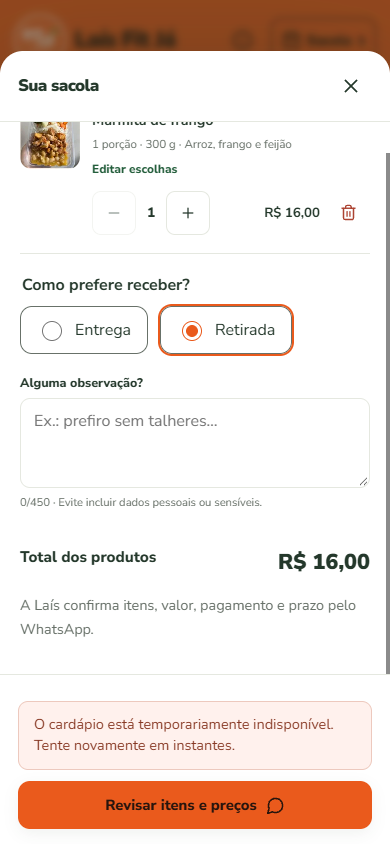 Laís Fit Já
Sua sacola
Marmita de frango
1 porção · 300 g · Arroz, frango e feijão
Editar escolhas
1
R$ 16,00
Como prefere receber?
Entrega
Retirada
Alguma observação?
Ex.: prefiro sem talheres...
0/450 · Evite incluir dados pessoais ou sensíveis.
Total dos produtos
R$ 16,00
A Laís confirma itens, valor, pagamento e prazo pelo
WhatsApp.
O cardápio está temporariamente indisponível.
Tente novamente em instantes.
Revisar itens e preços